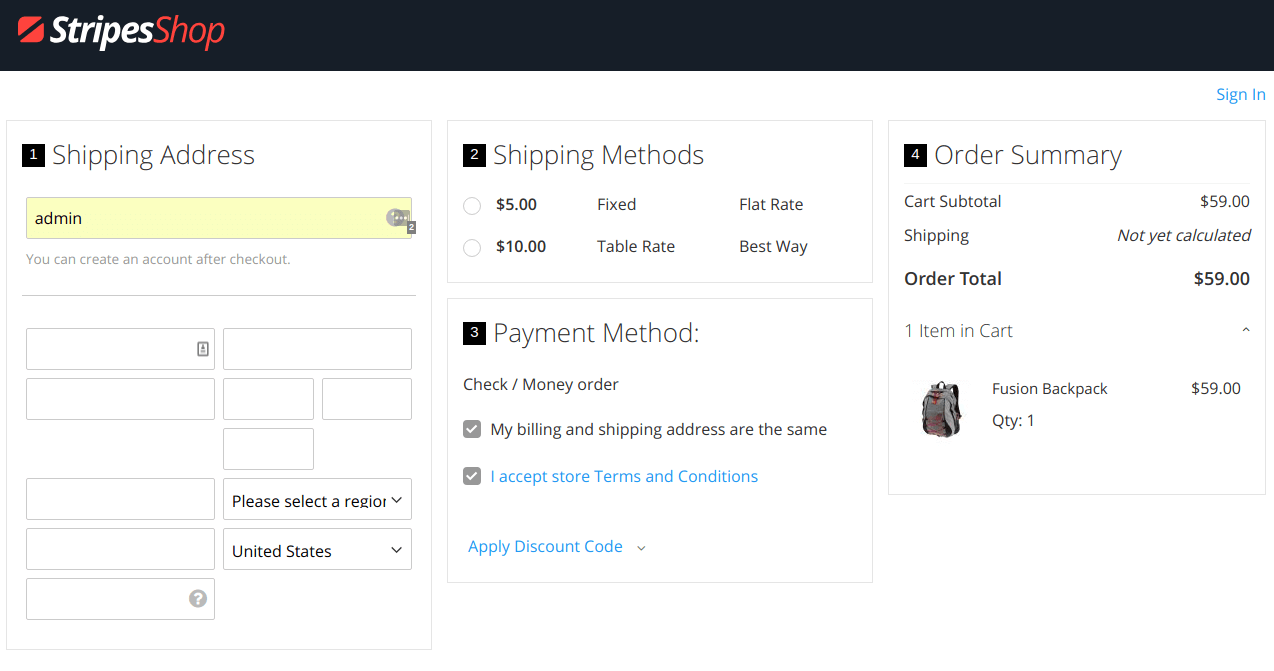 StripesShop
Sign In
1 Shipping Address
admin
2
You can create an account after checkout.
Please select a region
United States
?
2 Shipping Methods
$5.00 Fixed Flat Rate
$10.00 Table Rate Best Way
3 Payment Method:
Check / Money order
My billing and shipping address are the same
I accept store Terms and Conditions
Apply Discount Code
4 Order Summary
Cart Subtotal $59.00
Shipping Not yet calculated
Order Total $59.00
1 Item in Cart
Fusion Backpack $59.00
Qty: 1